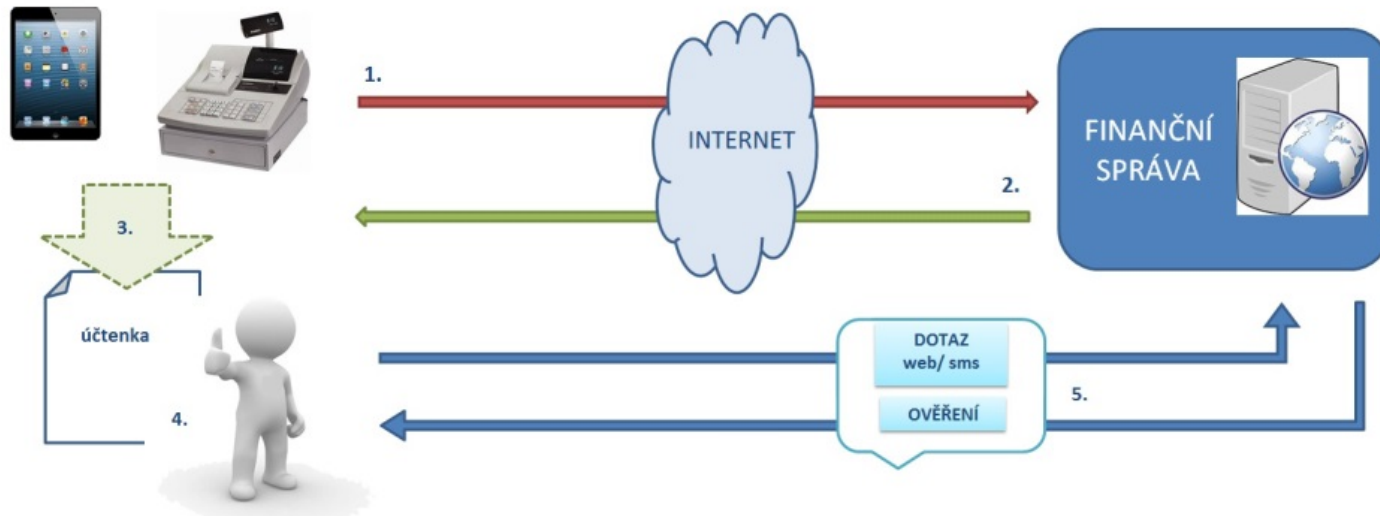 1.
INTERNET
FINANČNÍ
SPRÁVA
2.
3.
účtenka
DOTAZ
web/ sms
4.
5.
OVĚŘENÍ